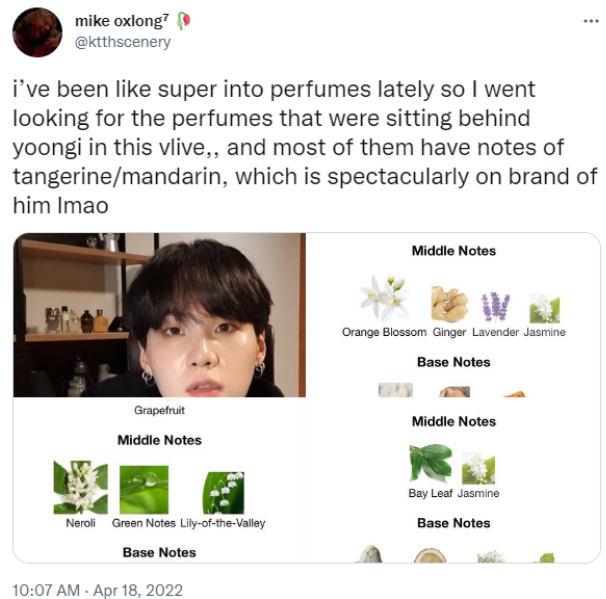 mike oxlong⁷ 🥀
@ktthscenery
i've been like super into perfumes lately so I went
looking for the perfumes that were sitting behind
yoongi in this vlive,, and most of them have notes of
tangerine/mandarin, which is spectacularly on brand of
him lmao
Grapefruit
Middle Notes
Neroli Green Notes Lily-of-the-Valley
Base Notes
Middle Notes
Orange Blossom Ginger Lavender Jasmine
Base Notes
Middle Notes
Bay Leaf Jasmine
Base Notes
10:07 AM · Apr 18, 2022